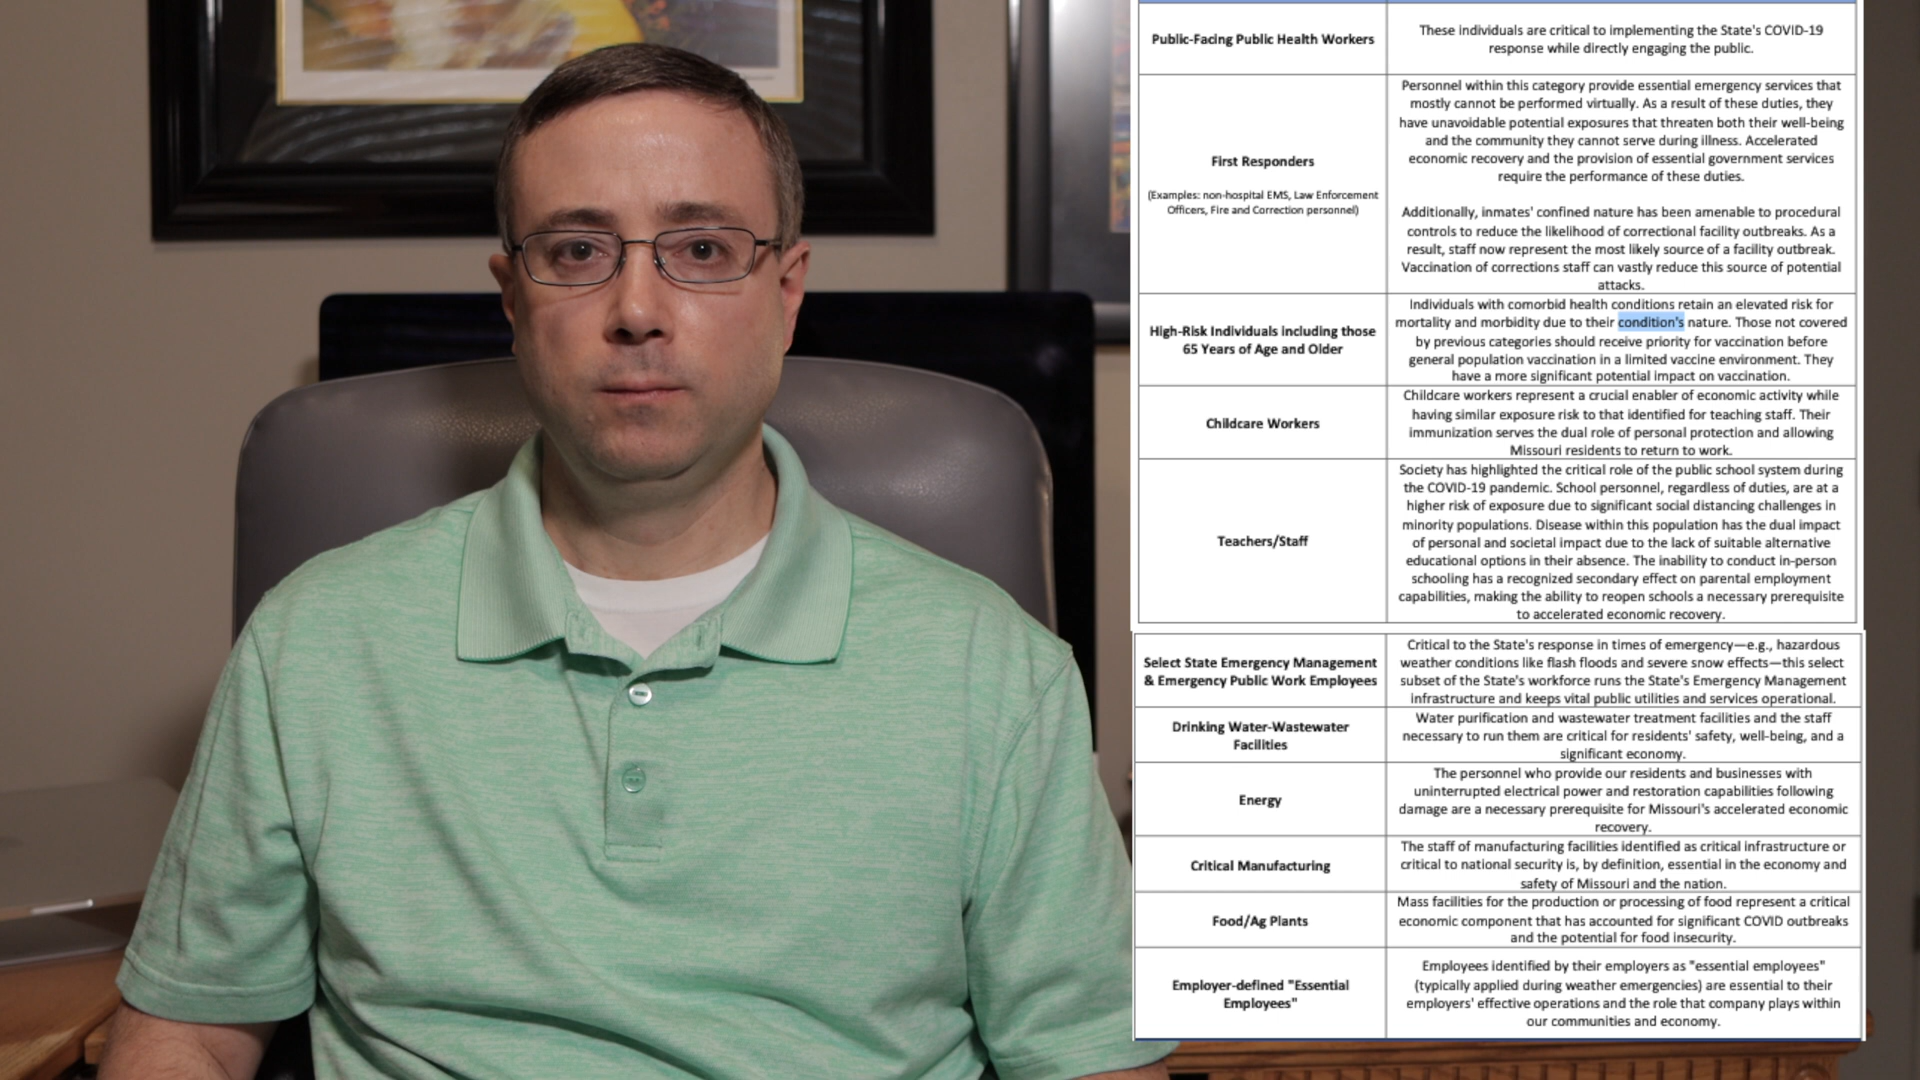 Public-Facing Public Health Workers
These individuals are critical to implementing the State's COVID-19
response while directly engaging the public.
First Responders
(Examples: non-hospital EMS, Law Enforcement
Officers, Fire and Correction personnel)
Personnel within this category provide essential emergency services that
mostly cannot be performed virtually. As a result of these duties, they
have unavoidable potential exposures that threaten both their well-being
and the community they cannot serve during illness. Accelerated
economic recovery and the provision of essential government services
require the performance of these duties.
Additionally, inmates' confined nature has been amenable to procedural
controls to reduce the likelihood of correctional facility outbreaks. As a
result, staff now represent the most likely source of a facility outbreak.
Vaccination of corrections staff can vastly reduce this source of potential
attacks.
High-Risk Individuals including those
65 Years of Age and Older
Individuals with comorbid health conditions retain an elevated risk for
mortality and morbidity due to their condition's nature. Those not covered
by previous categories should receive priority for vaccination before
general population vaccination in a limited vaccine environment. They
have a more significant potential impact on vaccination.
Childcare Workers
Childcare workers represent a crucial enabler of economic activity while
having similar exposure risk to that identified for teaching staff. Their
immunization serves the dual role of personal protection and allowing
Missouri residents to return to work.
Teachers/Staff
Society has highlighted the critical role of the public school system during
the COVID-19 pandemic. School personnel, regardless of duties, are at a
higher risk of exposure due to significant social distancing challenges in
minority populations. Disease within this population has the dual impact
of personal and societal impact due to the lack of suitable alternative
educational options in their absence. The inability to conduct in-person
schooling has a recognized secondary effect on parental employment
capabilities, making the ability to reopen schools a necessary prerequisite
to accelerated economic recovery.
Select State Emergency Management
& Emergency Public Work Employees
Critical to the State's response in times of emergency—e.g., hazardous
weather conditions like flash floods and severe snow effects—this select
subset of the State's workforce runs the State's Emergency Management
infrastructure and keeps vital public utilities and services operational.
Drinking Water-Wastewater
Facilities
Water purification and wastewater treatment facilities and the staff
necessary to run them are critical for residents' safety, well-being, and a
significant economy.
Energy
The personnel who provide our residents and businesses with
uninterrupted electrical power and restoration capabilities following
damage are a necessary prerequisite for Missouri's accelerated economic
recovery.
Critical Manufacturing
The staff of manufacturing facilities identified as critical infrastructure or
critical to national security is, by definition, essential in the economy and
safety of Missouri and the nation.
Food/Ag Plants
Mass facilities for the production or processing of food represent a critical
economic component that has accounted for significant COVID outbreaks
and the potential for food insecurity.
Employer-defined "Essential
Employees"
Employees identified by their employers as "essential employees"
(typically applied during weather emergencies) are essential to their
employers' effective operations and the role that company plays within
our communities and economy.